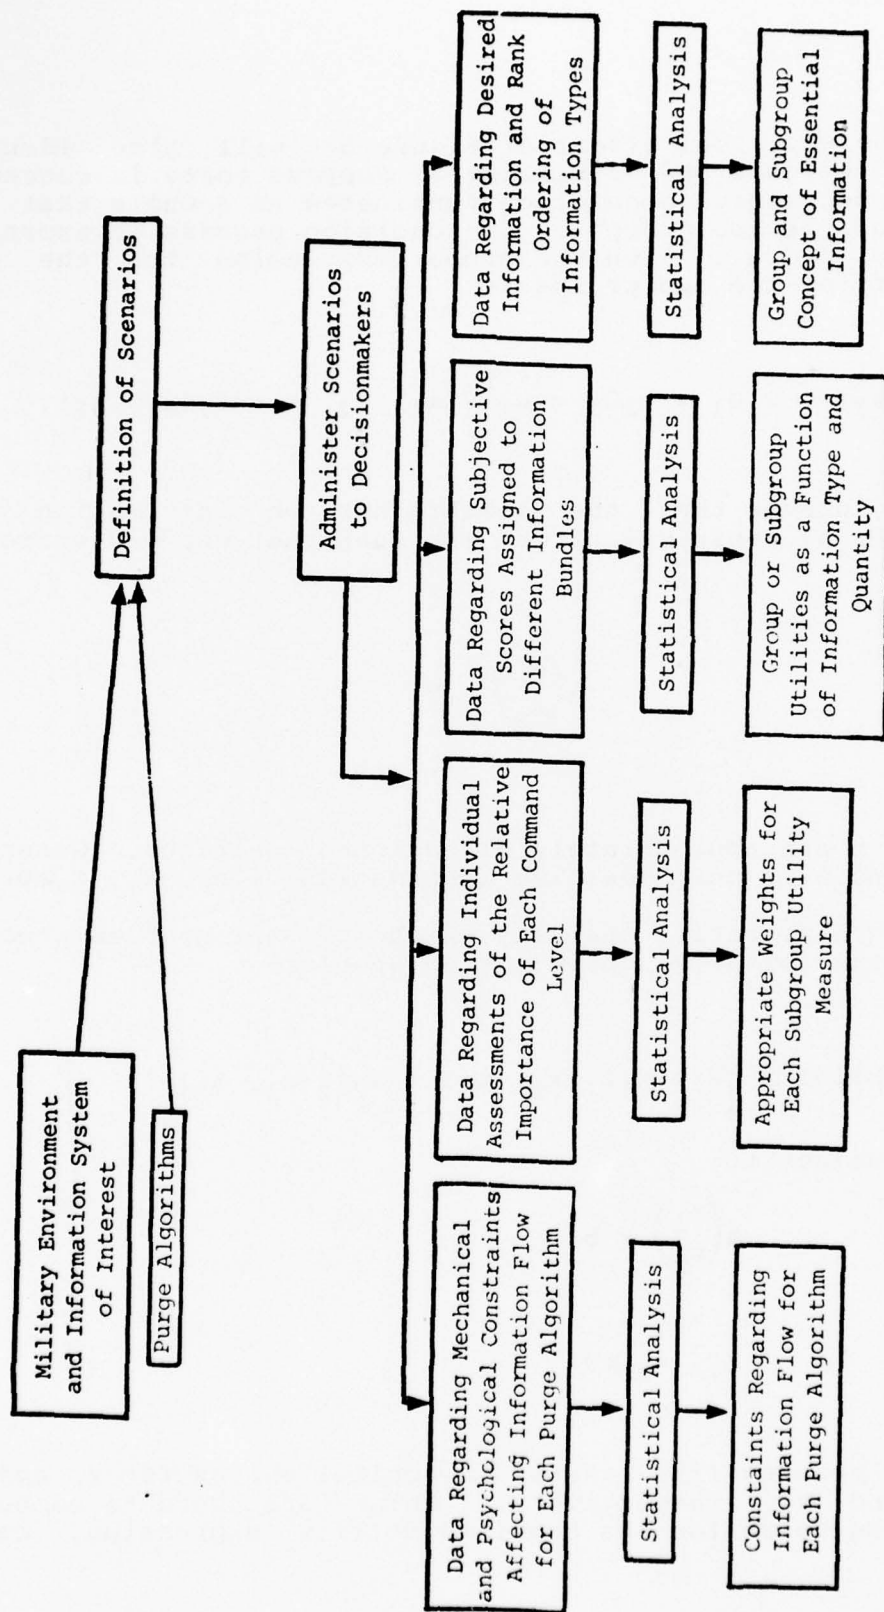 Military Environment
and Information System
of Interest
Purge Algorithms
Definition of Scenarios
Administer Scenarios
to Decisionmakers
Data Regarding Mechanical
and Psychological Constraints
Affecting Information Flow
for Each Purge Algorithm
Statistical Analysis
Constaints Regarding
Information Flow for
Each Purge Algorithm
Data Regarding Individual
Assessments of the Relative
Importance of Each Command
Level
Statistical Analysis
Appropriate Weights for
Each Subgroup Utility
Measure
Data Regarding Subjective
Scores Assigned to
Different Information
Bundles
Statistical Analysis
Group or Subgroup
Utilities as a Function
of Information Type and
Quantity
Data Regarding Desired
Information and Rank
Ordering of
Information Types
Statistical Analysis
Group and Subgroup
Concept of Essential
Information